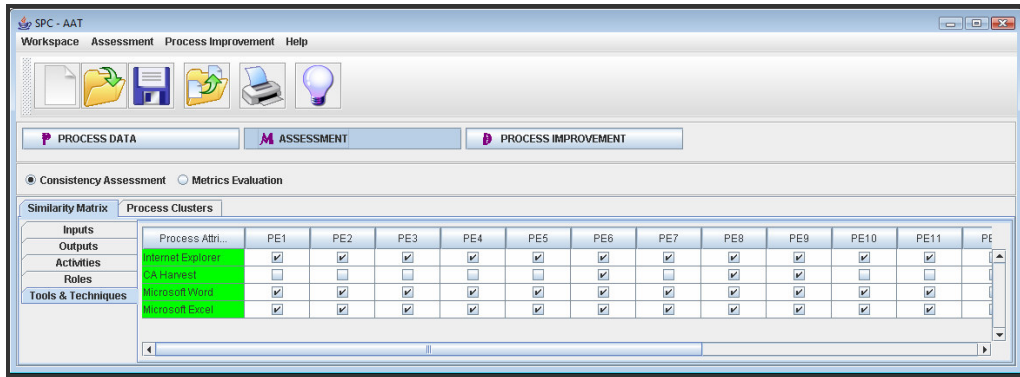 SPC - AAT
Workspace Assessment Process Improvement Help
P PROCESS DATA M ASSESSMENT PROCESS IMPROVEMENT
Consistency Assessment Metrics Evaluation
Similarity Matrix Process Clusters
Inputs
Outputs
Activities
Roles
Tools & Techniques
Process Attri... PE1 PE2 PE3 PE4 PE5 PE6 PE7 PE8 PE9 PE10 PE11 PE
Internet Explorer
CA Harvest
Microsoft Word
Microsoft Excel